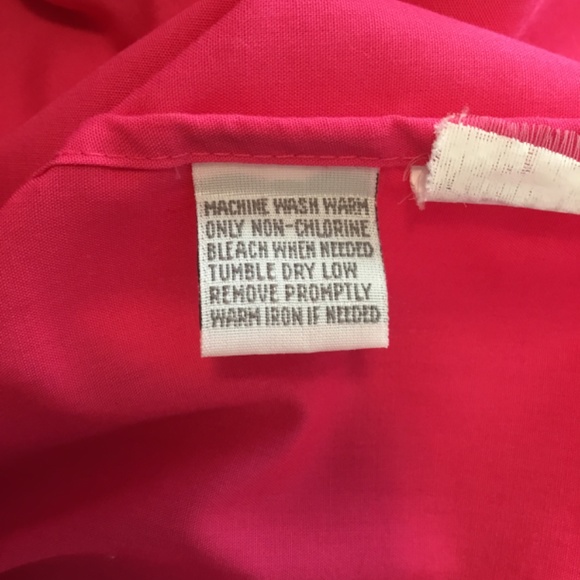 MACHINE WASH WARM
ONLY NON-CHLORINE
BLEACH WHEN NEEDED
TUMBLE DRY LOW
REMOVE PROMPTLY
WARM IRON IF NEEDED